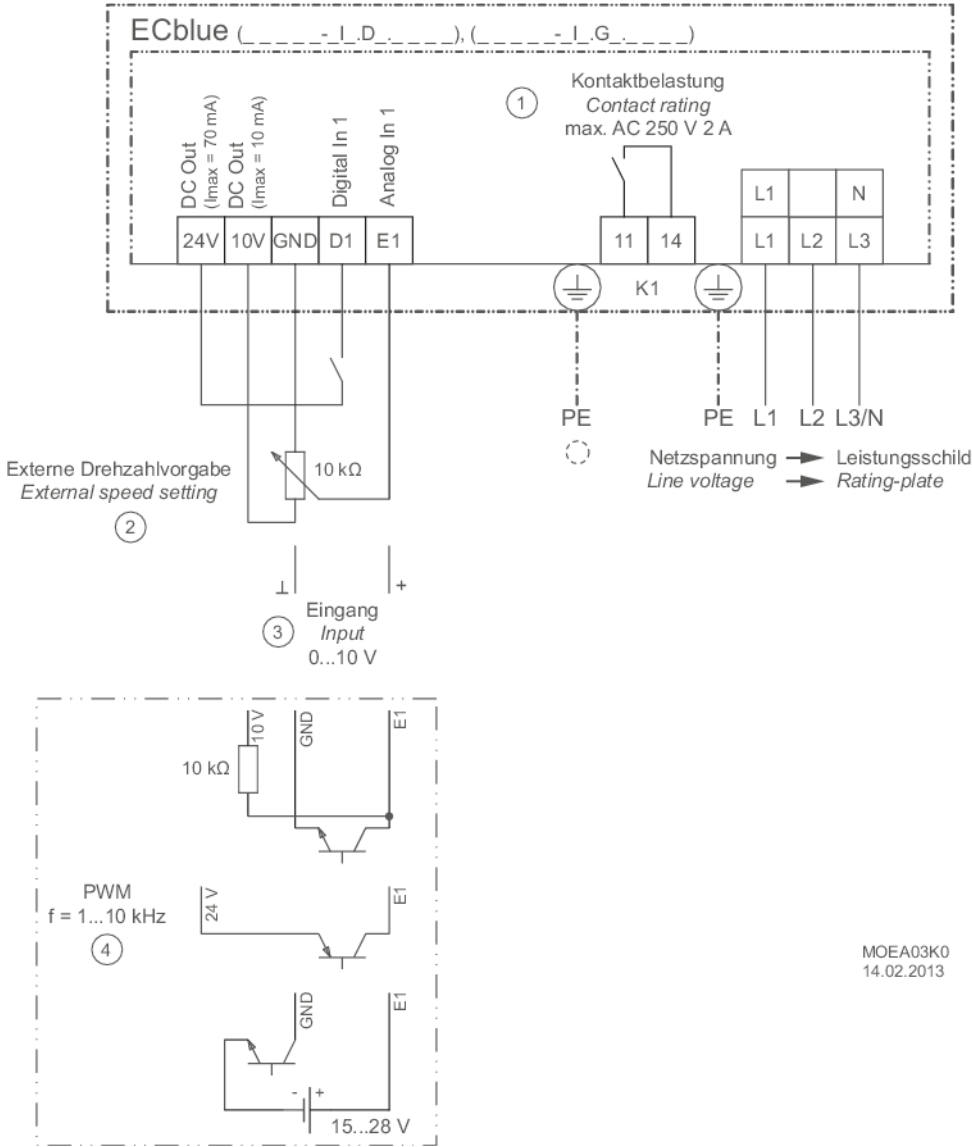 ECblue (_ _ _ _ _-_I_.D_._ _ _ _), (_ _ _ _ _-_I_.G_._ _ _ _)
1
Kontaktbelastung
Contact rating
max. AC 250 V 2 A
DC Out
(Imax = 70 mA)
DC Out
(Imax = 10 mA)
Digital In 1
Analog In 1
L1 N
24V 10V GND D1 E1 11 14 L1 L2 L3
K1
PE PE L1 L2 L3/N
Externe Drehzahlvorgabe
External speed setting
2
10 kΩ
Netzspannung Leistungsschild
Line voltage Rating-plate
⊥ +
3
Eingang
Input
0...10 V
10 V GND E1
10 kΩ
PWM
f = 1...10 kHz
4
24 V E1
GND E1
- +
15...28 V
MOEA03K0
14.02.2013